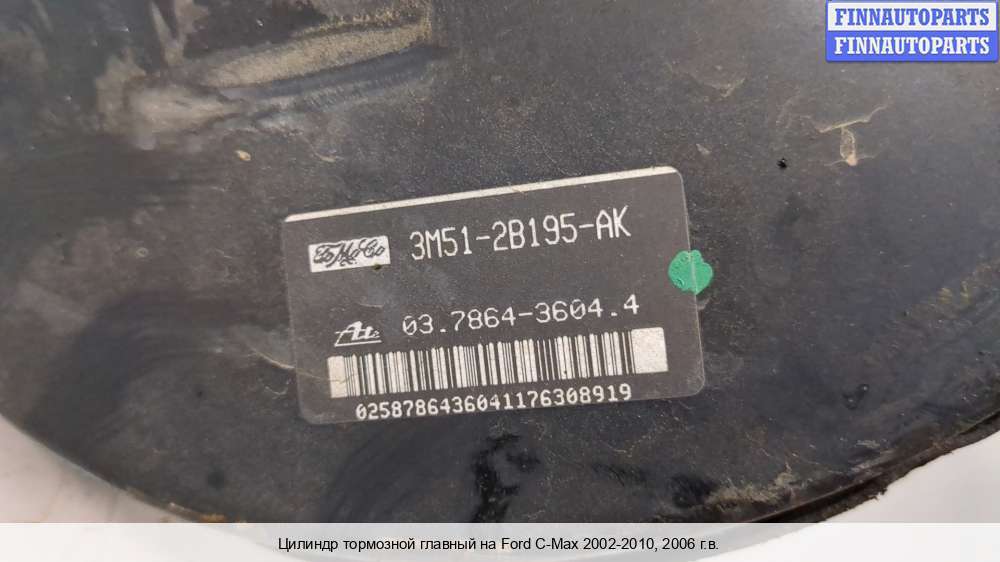 FINNAUTOPARTS
FINNAUTOPARTS
FoMoCo
3M51-2B195-AK
Ate
03.7864-3604.4
0258786436041176308919
Цилиндр тормозной главный на Ford C-Max 2002-2010, 2006 г.в.